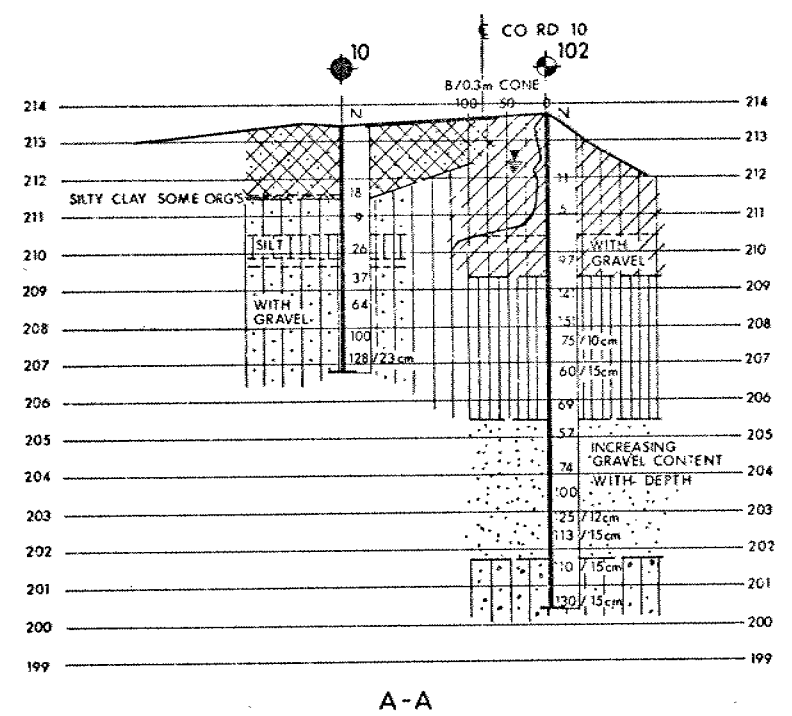 ℄ CO RD 10
10
102
B/0.3m CONE
100 50 0
N N
214 214
213 213
212 212
211 211
210 210
209 209
208 208
207 207
206 206
205 205
204 204
203 203
202 202
201 201
200 200
199 199
SILTY CLAY SOME ORG'S
SILT
WITH
GRAVEL
18
9
26
37
64
100
128/23cm
11
5
97
75/10cm
60/15cm
69
57
74
100
25/12cm
113/15cm
110/15cm
130/15cm
WITH
GRAVEL
INCREASING
GRAVEL CONTENT
WITH DEPTH
A-A